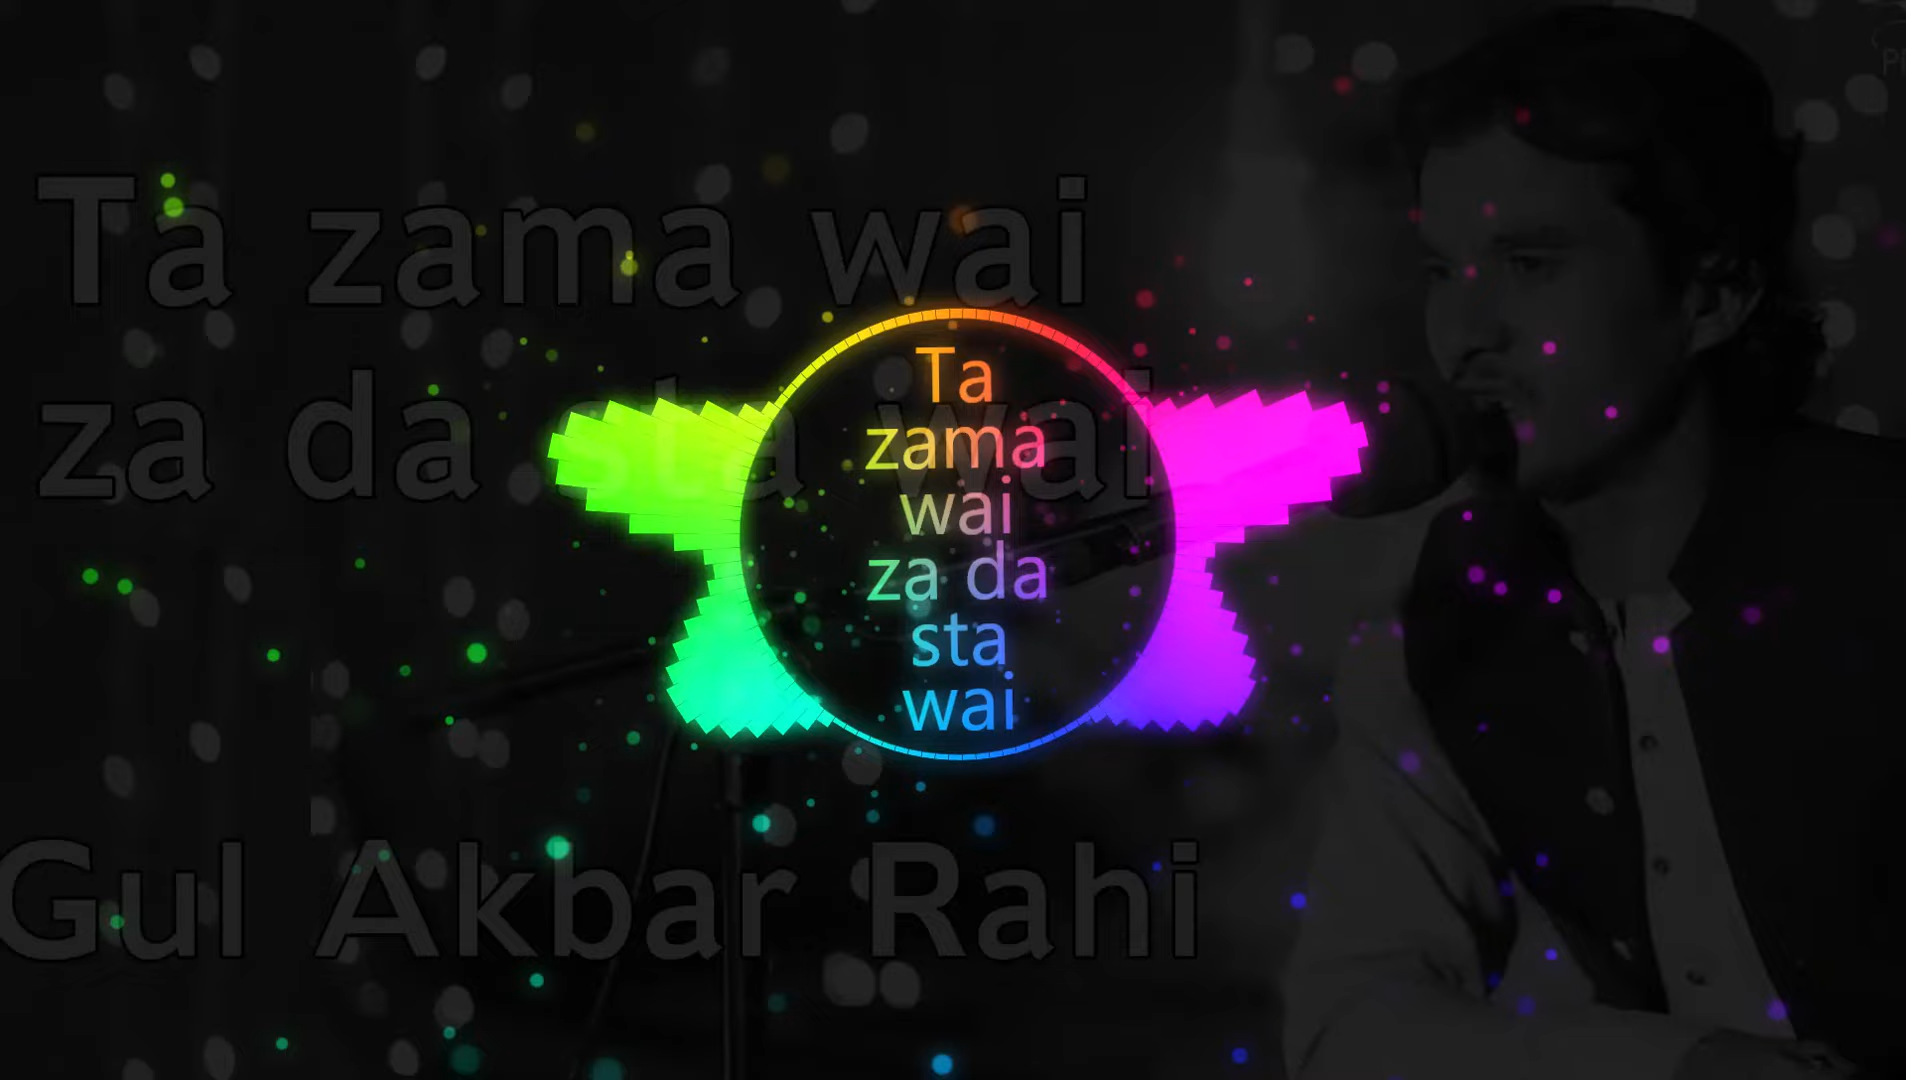 Ta zama wai
za da sta wai
Ta
zama
wai
za da
sta
wai
Gul Akbar Rahi